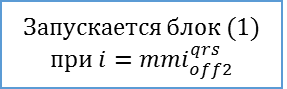 Запускается блок (1)
при i = mmi^{qrs}_{off2}